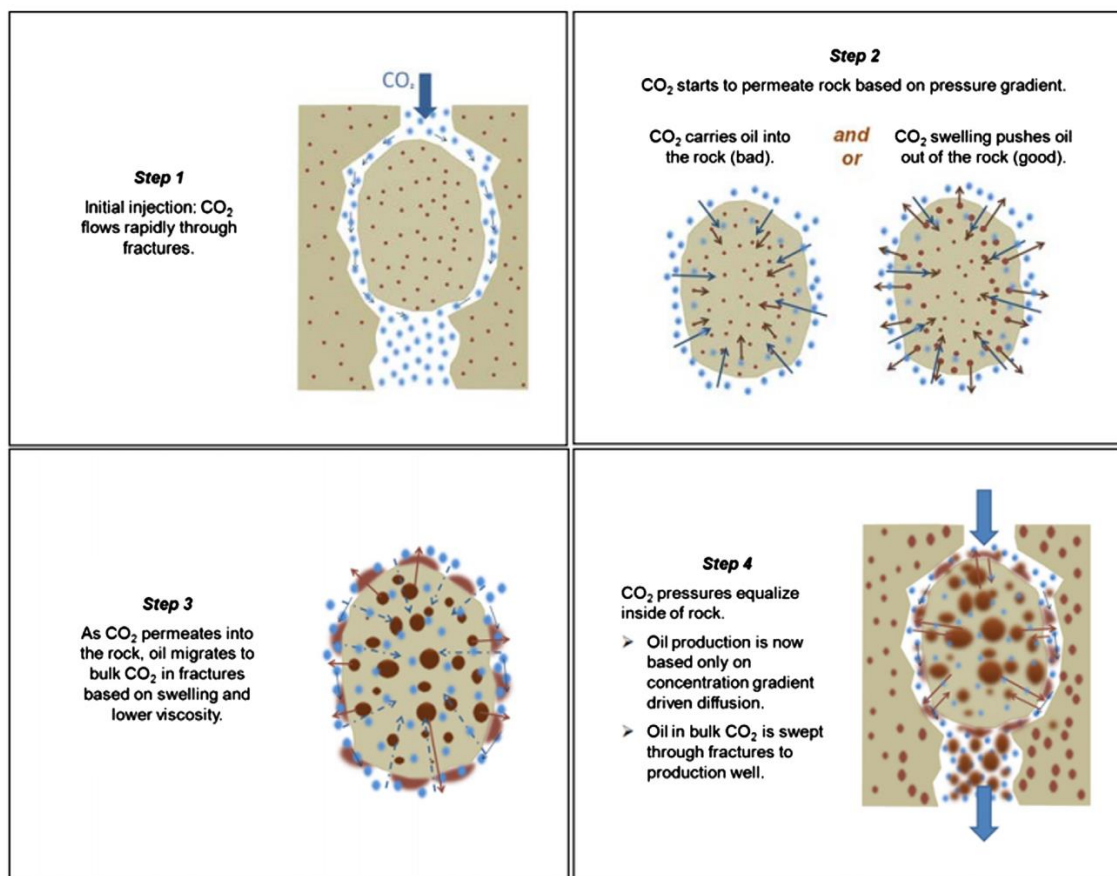 Step 1
Initial injection: CO₂
flows rapidly through
fractures.
CO₂
Step 2
CO₂ starts to permeate rock based on pressure gradient.
CO₂ carries oil into
the rock (bad).
and
or
CO₂ swelling pushes oil
out of the rock (good).
Step 3
As CO₂ permeates into
the rock, oil migrates to
bulk CO₂ in fractures
based on swelling and
lower viscosity.
Step 4
CO₂ pressures equalize
inside of rock.
➢ Oil production is now
based only on
concentration gradient
driven diffusion.
➢ Oil in bulk CO₂ is swept
through fractures to
production well.